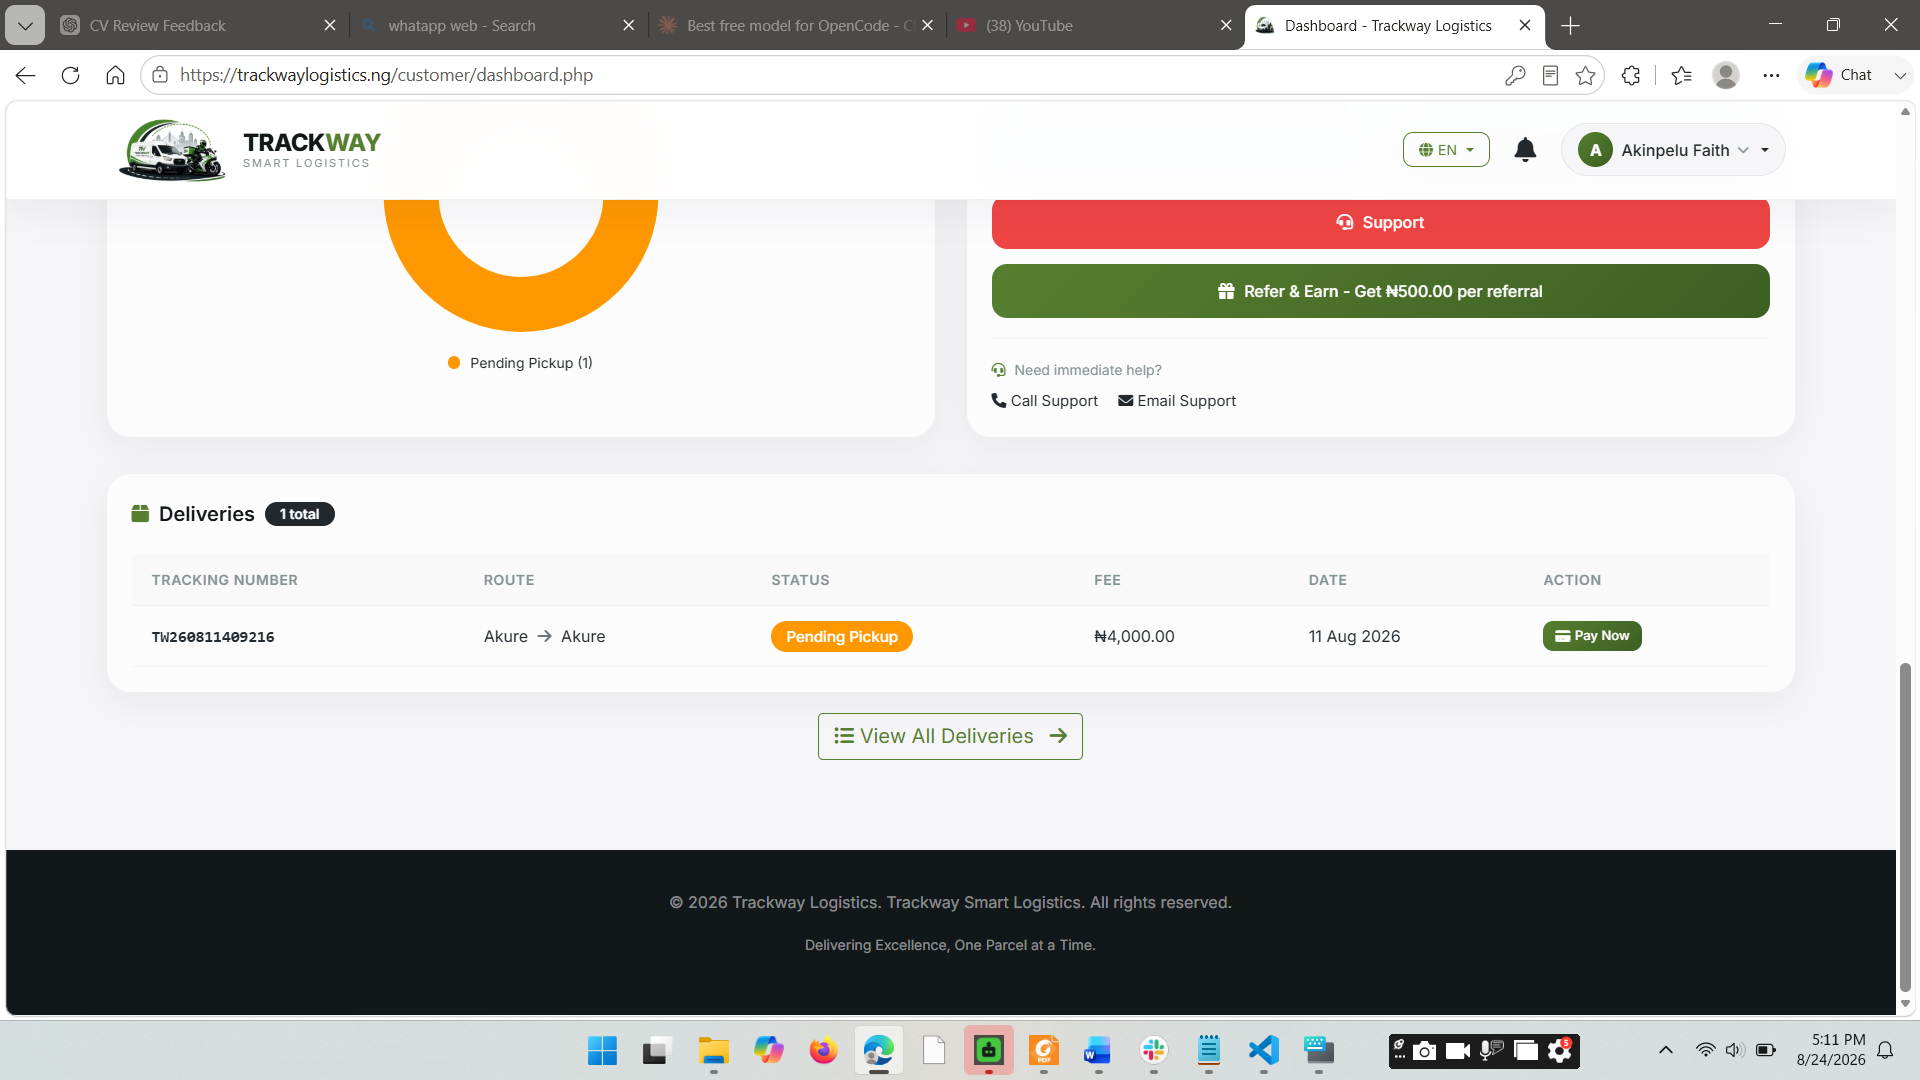 CV Review Feedback
whatapp web - Search
Best free model for OpenCode - C
(38) YouTube
Dashboard - Trackway Logistics
https://trackwaylogistics.ng/customer/dashboard.php
Chat
TRACKWAY
SMART LOGISTICS
EN
A
Akinpelu Faith
Support
Refer & Earn - Get ₦500.00 per referral
Pending Pickup (1)
Need immediate help?
Call Support
Email Support
Deliveries
1 total
TRACKING NUMBER ROUTE STATUS FEE DATE ACTION
TW260811409216 Akure → Akure Pending Pickup ₦4,000.00 11 Aug 2026 Pay Now
View All Deliveries →
© 2026 Trackway Logistics. Trackway Smart Logistics. All rights reserved.
Delivering Excellence, One Parcel at a Time.
5:11 PM
8/24/2026